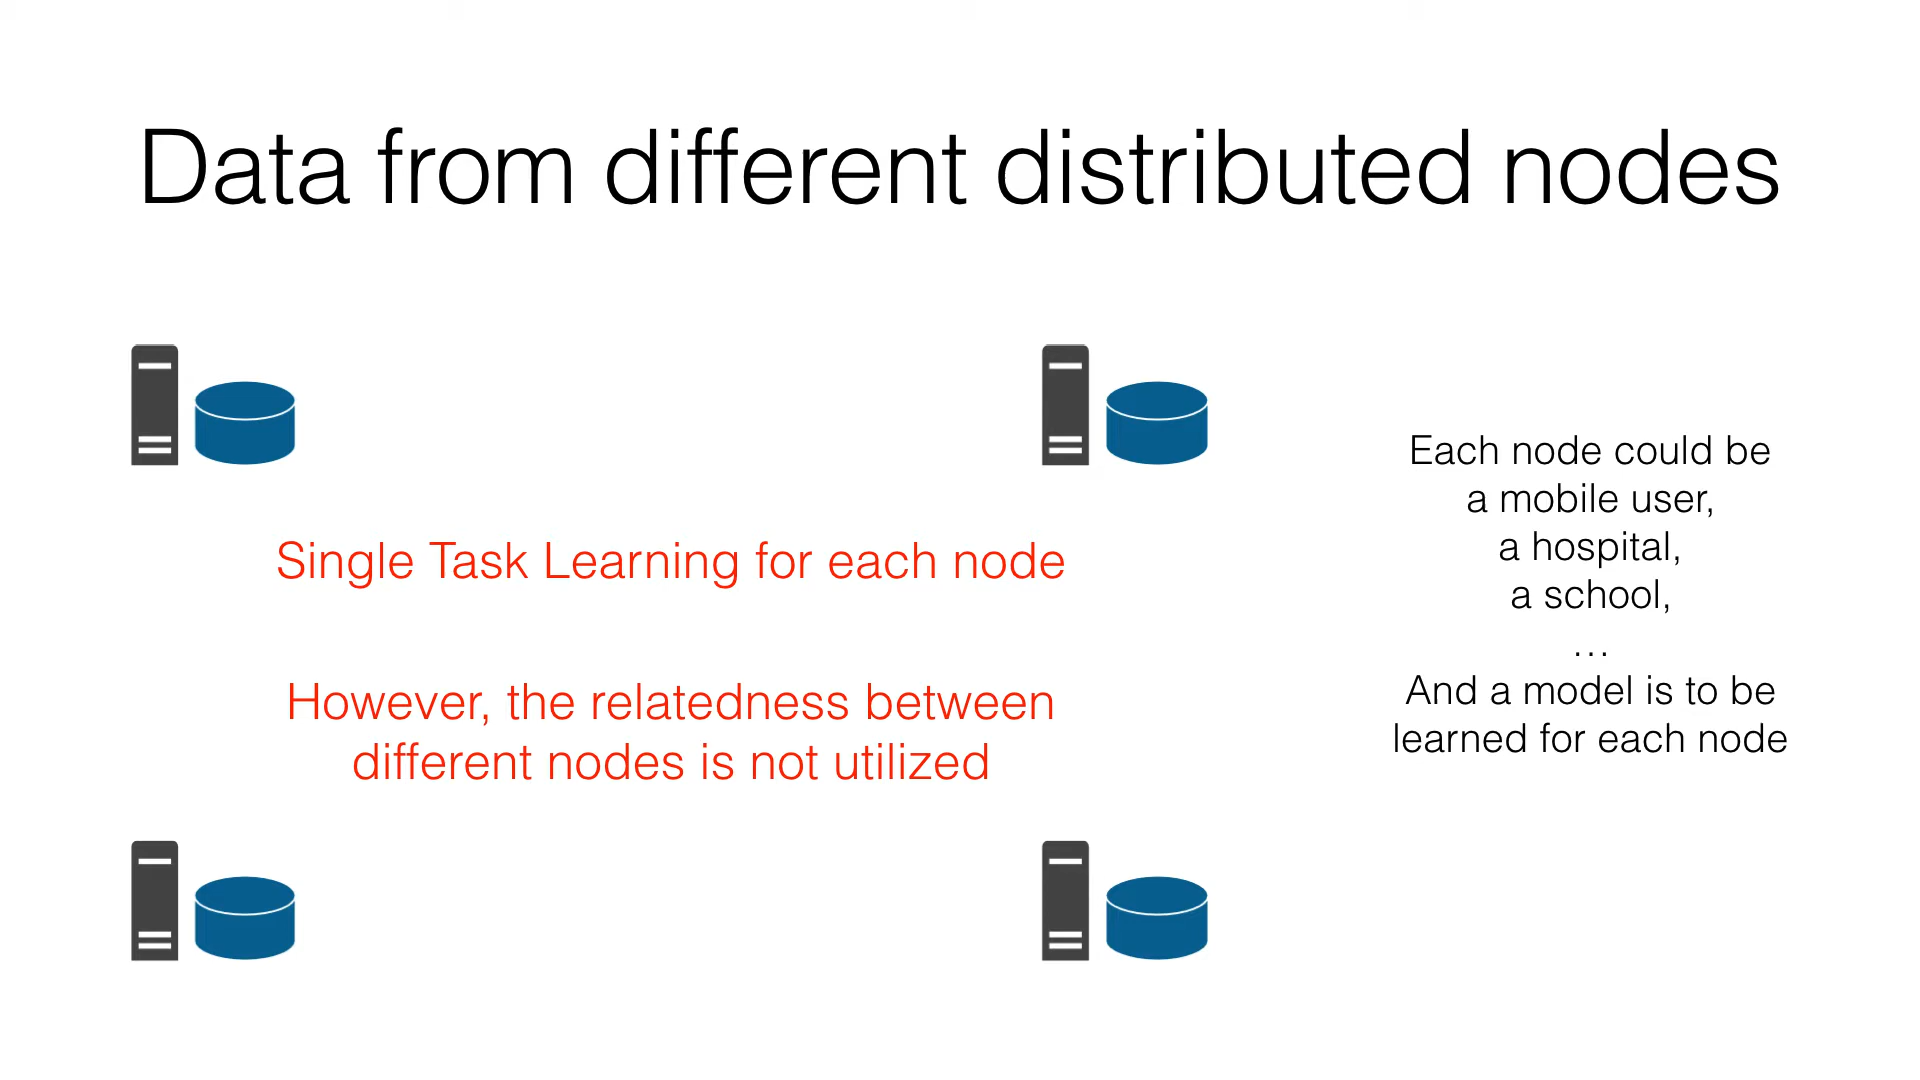 Data from different distributed nodes
Single Task Learning for each node
However, the relatedness between
different nodes is not utilized
Each node could be
a mobile user,
a hospital,
a school,
…
And a model is to be
learned for each node